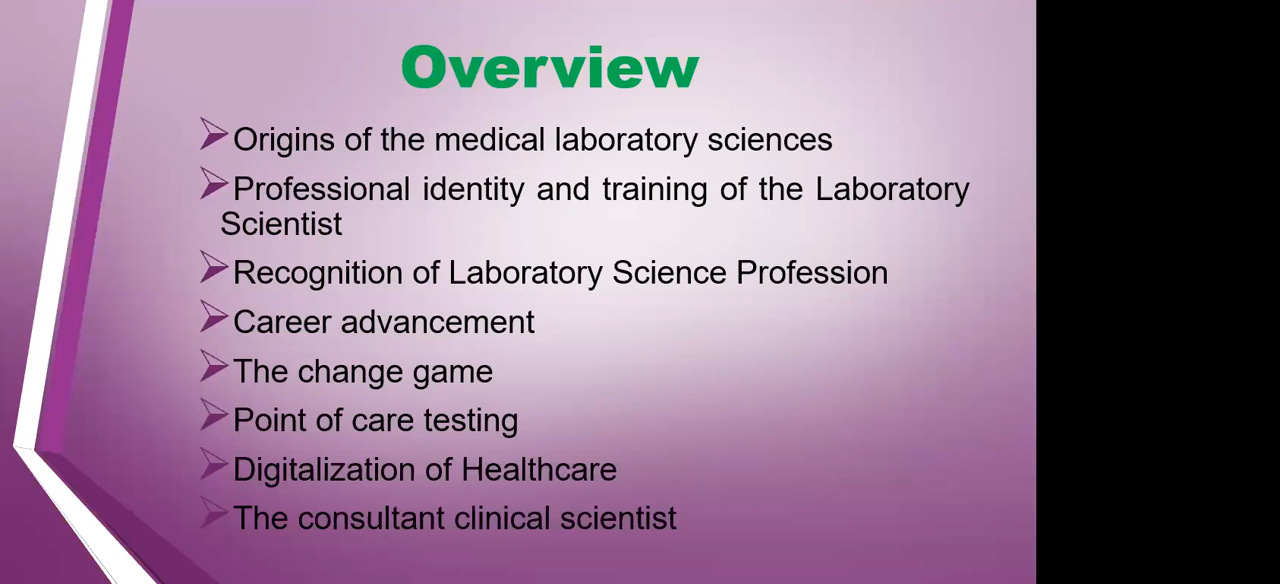 Overview
Origins of the medical laboratory sciences
Professional identity and training of the Laboratory
Scientist
Recognition of Laboratory Science Profession
Career advancement
The change game
Point of care testing
Digitalization of Healthcare
The consultant clinical scientist